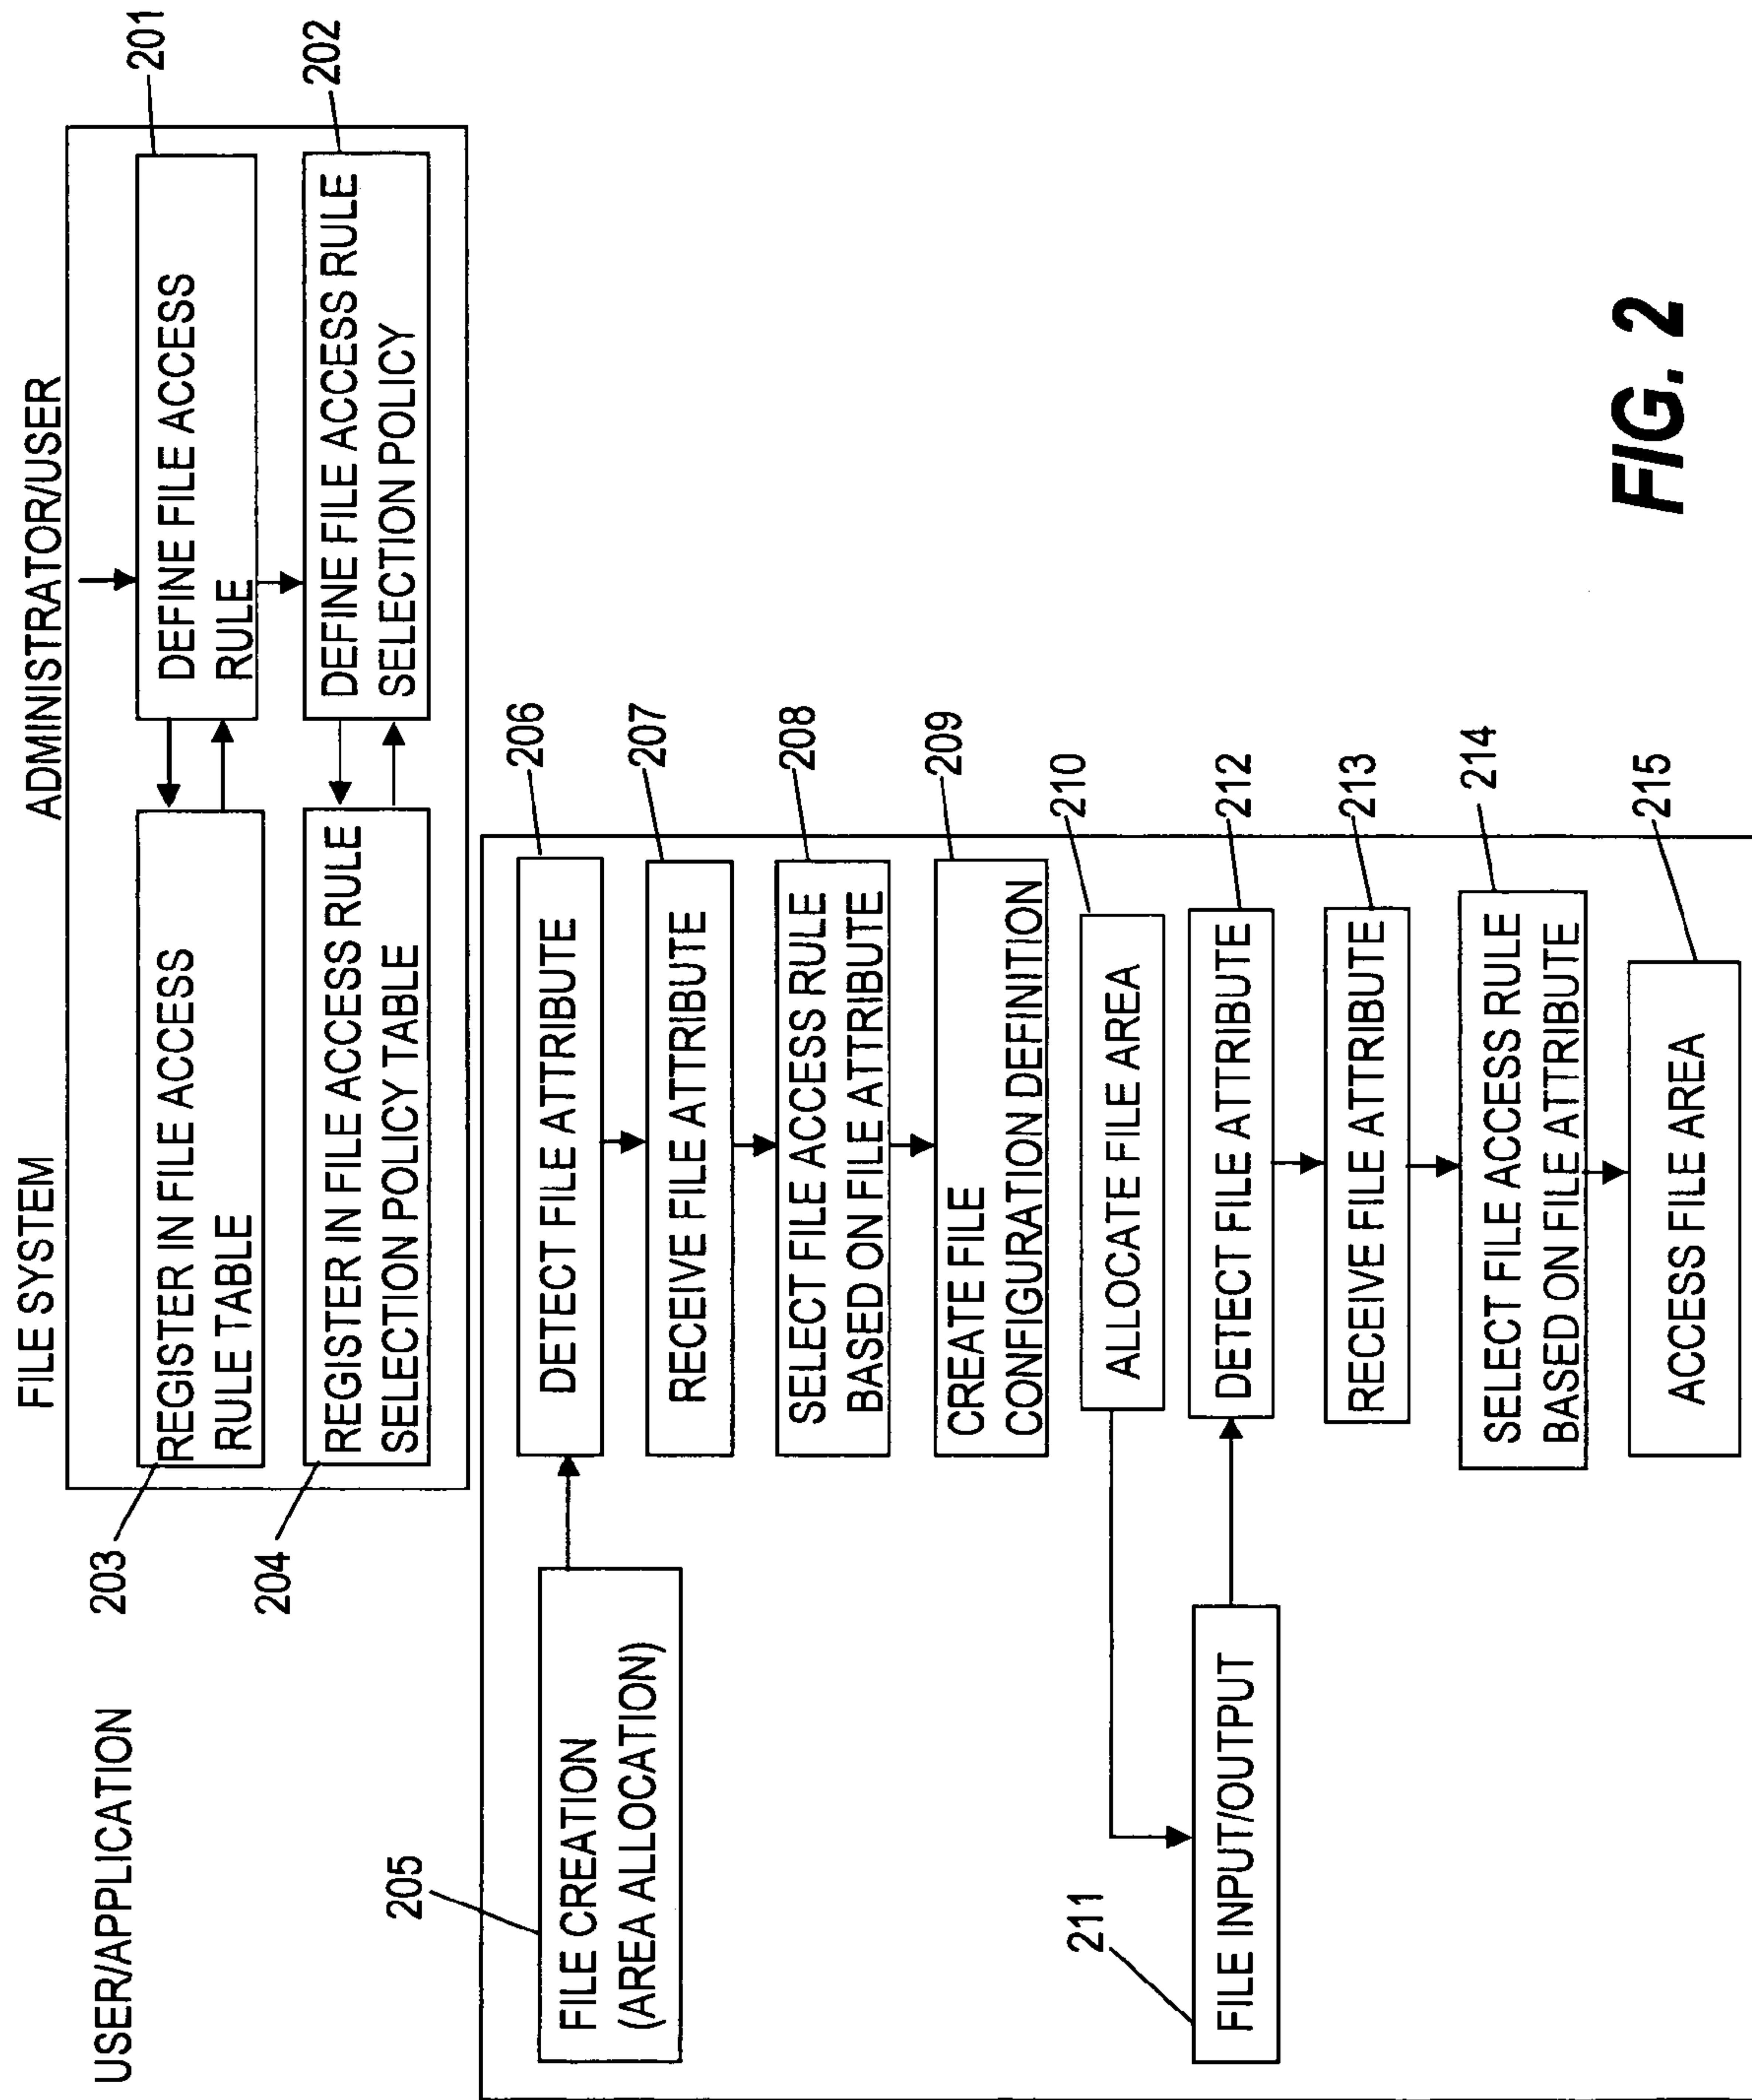 USER/APPLICATION
FILE SYSTEM
ADMINISTRATOR/USER
203
REGISTER IN FILE ACCESS
RULE TABLE
DEFINE FILE ACCESS
RULE
201
204
REGISTER IN FILE ACCESS RULE
SELECTION POLICY TABLE
DEFINE FILE ACCESS RULE
SELECTION POLICY
202
205
FILE CREATION
(AREA ALLOCATION)
DETECT FILE ATTRIBUTE
206
RECEIVE FILE ATTRIBUTE
207
SELECT FILE ACCESS RULE
BASED ON FILE ATTRIBUTE
208
CREATE FILE
CONFIGURATION DEFINITION
209
ALLOCATE FILE AREA
210
211
FILE INPUT/OUTPUT
DETECT FILE ATTRIBUTE
212
RECEIVE FILE ATTRIBUTE
213
SELECT FILE ACCESS RULE
BASED ON FILE ATTRIBUTE
214
ACCESS FILE AREA
215
FIG. 2